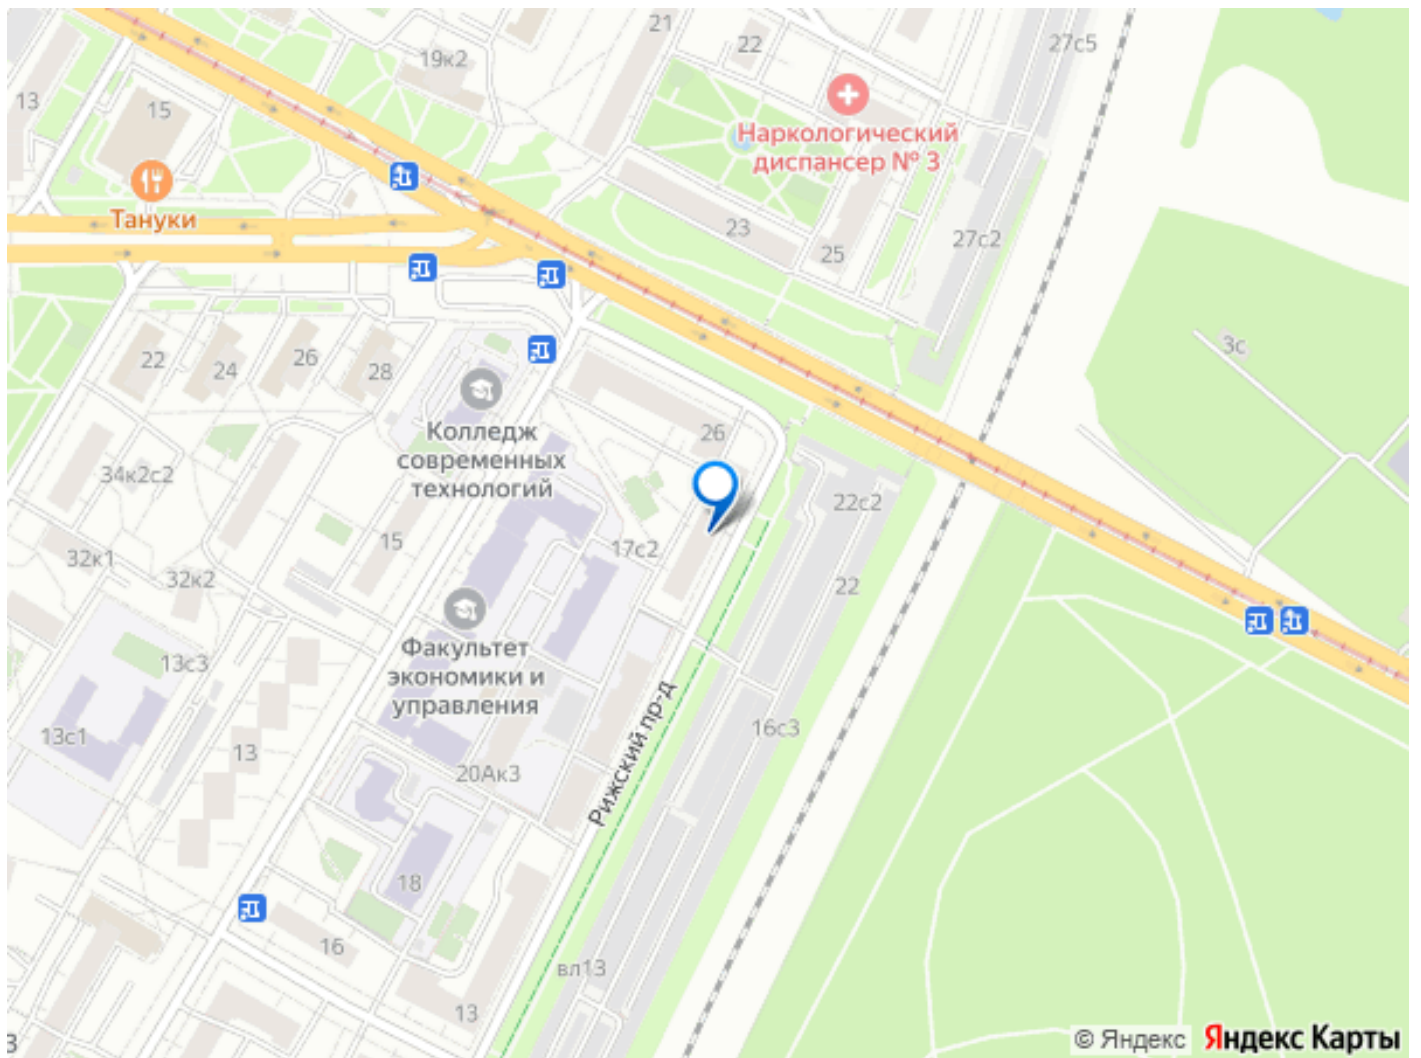 21
22
27с5
19к2
13
15
Наркологический
диспансер № 3
Тануки
23
25
27с2
22
24
26
28
3с
Колледж
современных
технологий
26
34к2с2
22с2
15
17с2
32к1
32к2
22
Факультет
экономики и
управления
13с3
13с1
13
16с3
20Ак3
Рижский пр-д
18
16
вл13
13
3
© Яндекс
Яндекс Карты